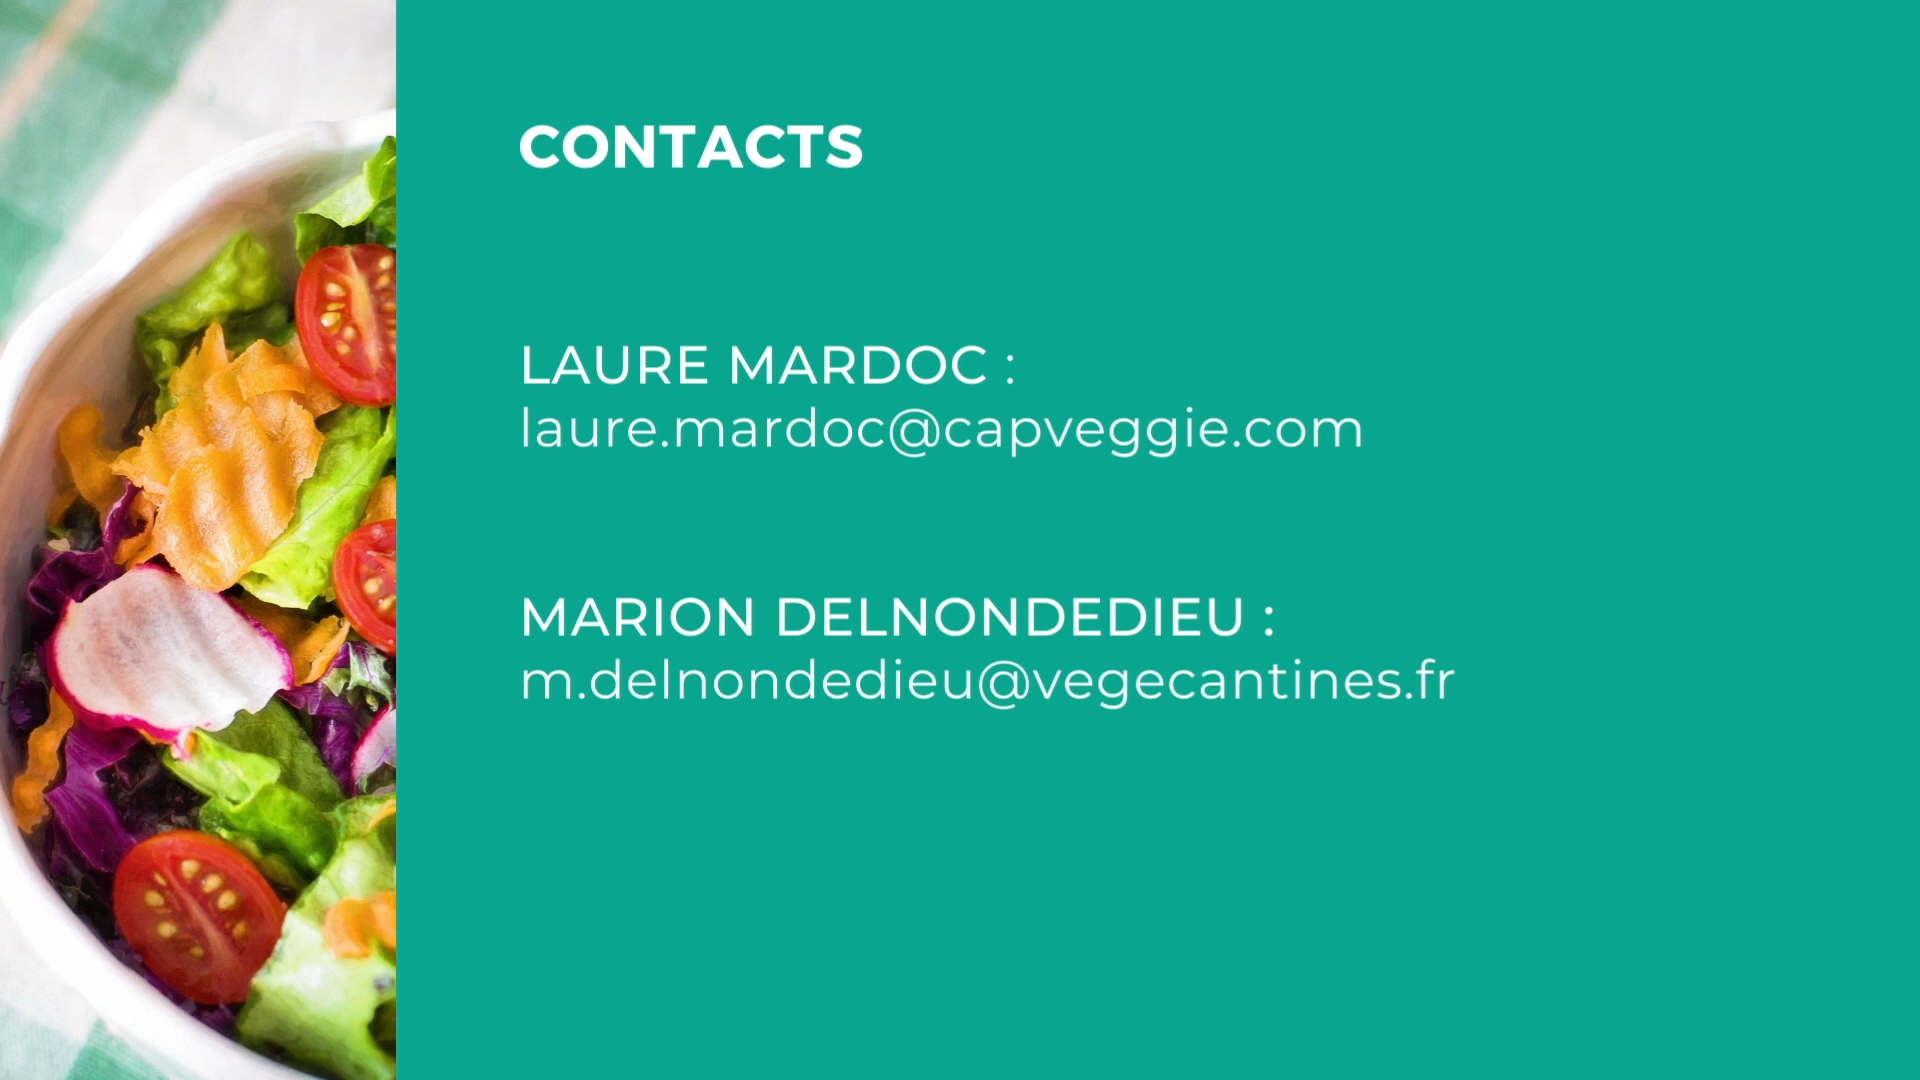 CONTACTS
LAURE MARDOC :
laure.mardoc@capveggie.com
MARION DELNONDEDIEU :
m.delnondedieu@vegecantines.fr